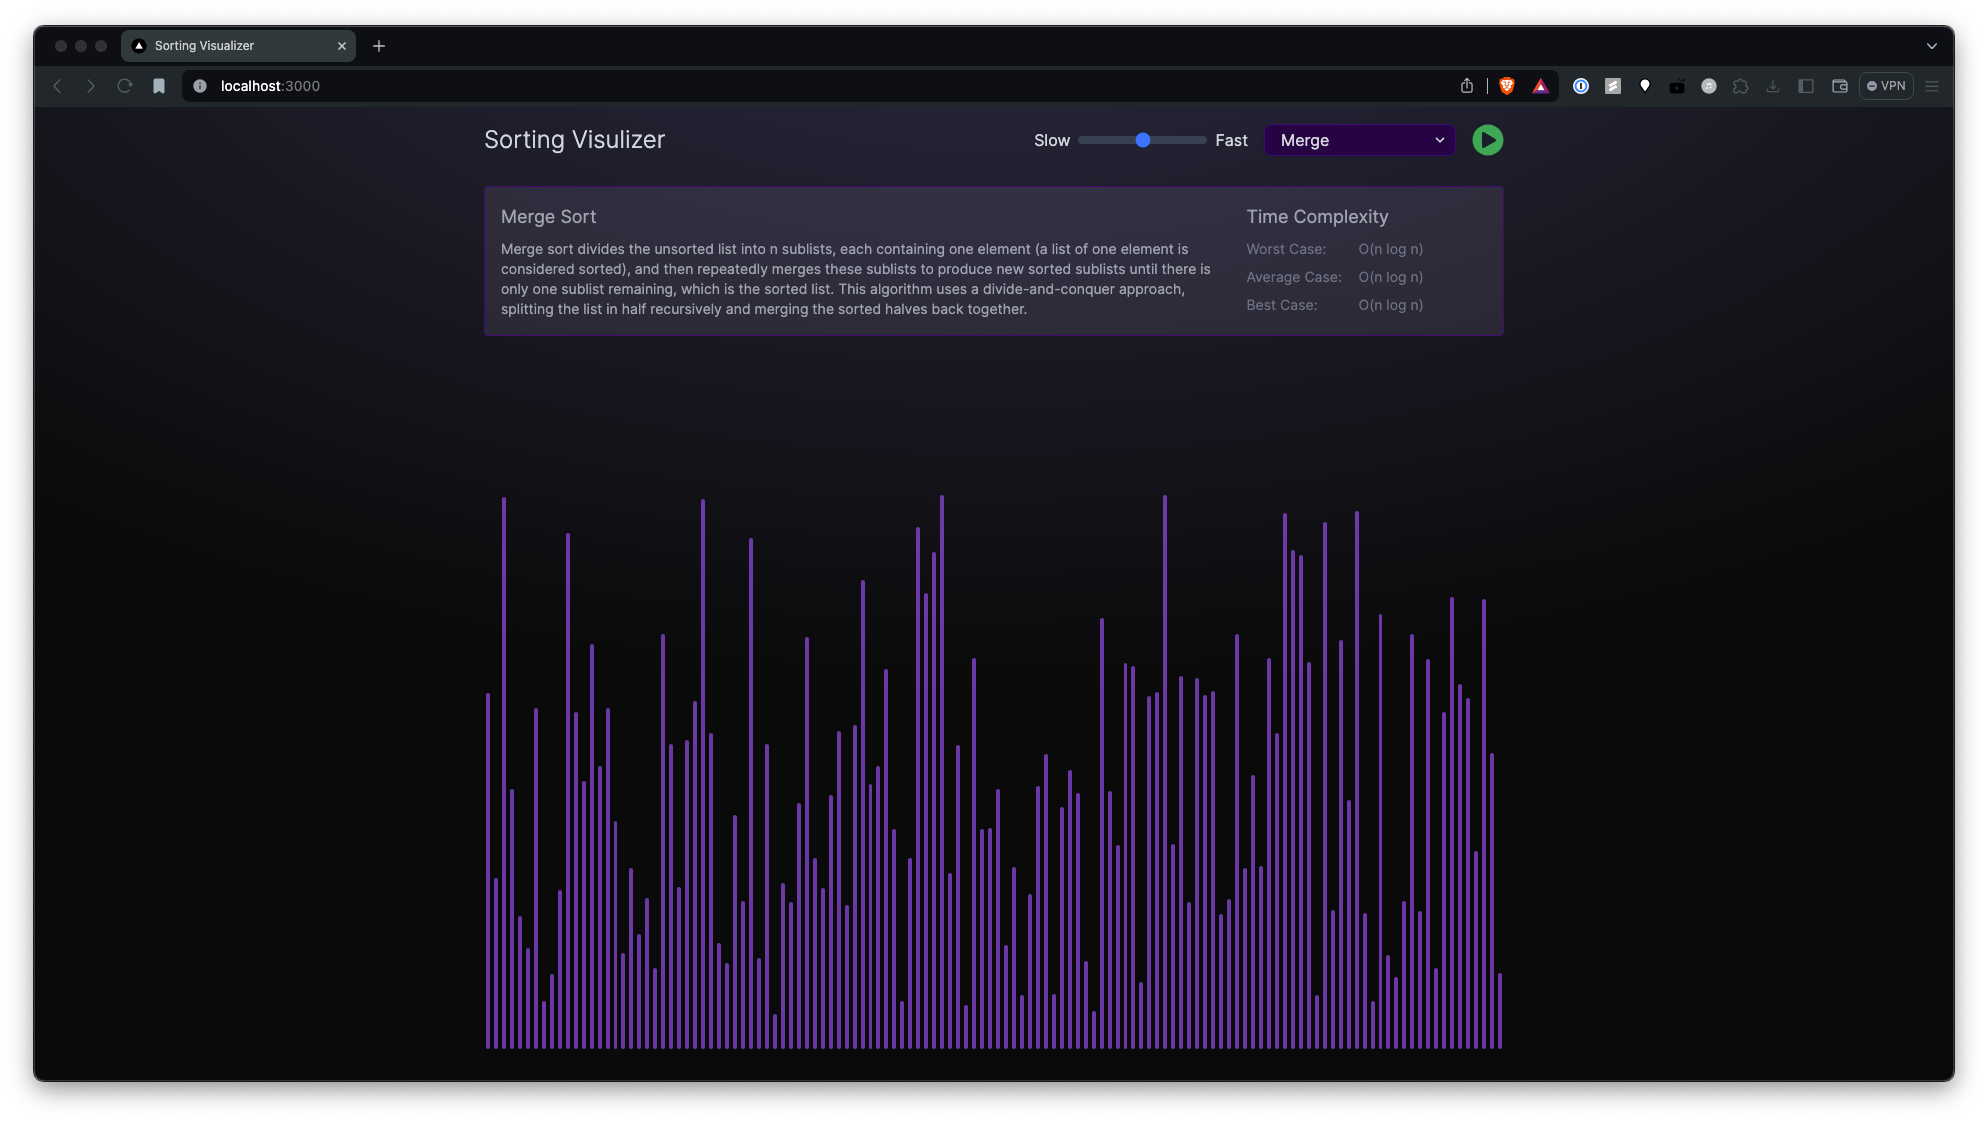 Sorting Visualizer
localhost:3000
VPN
Sorting Visulizer
Slow
Fast
Merge
Merge Sort
Merge sort divides the unsorted list into n sublists, each containing one element (a list of one element is
considered sorted), and then repeatedly merges these sublists to produce new sorted sublists until there is
only one sublist remaining, which is the sorted list. This algorithm uses a divide-and-conquer approach,
splitting the list in half recursively and merging the sorted halves back together.
Time Complexity
Worst Case: O(n log n)
Average Case: O(n log n)
Best Case: O(n log n)